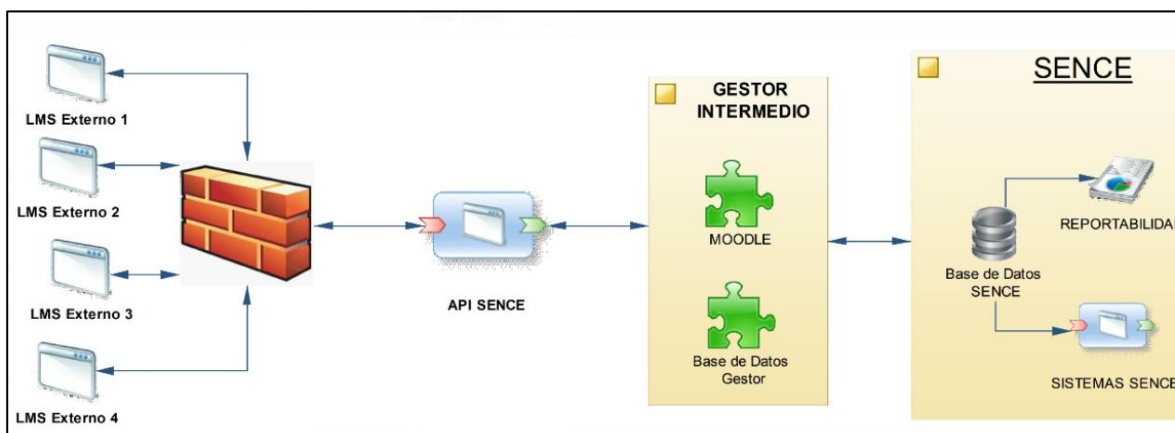 LMS Externo 1
LMS Externo 2
LMS Externo 3
LMS Externo 4
API SENCE
GESTOR
INTERMEDIO
MOODLE
Base de Datos
Gestor
SENCE
Base de Datos
SENCE
REPORTABILIDA
SISTEMAS SENCE